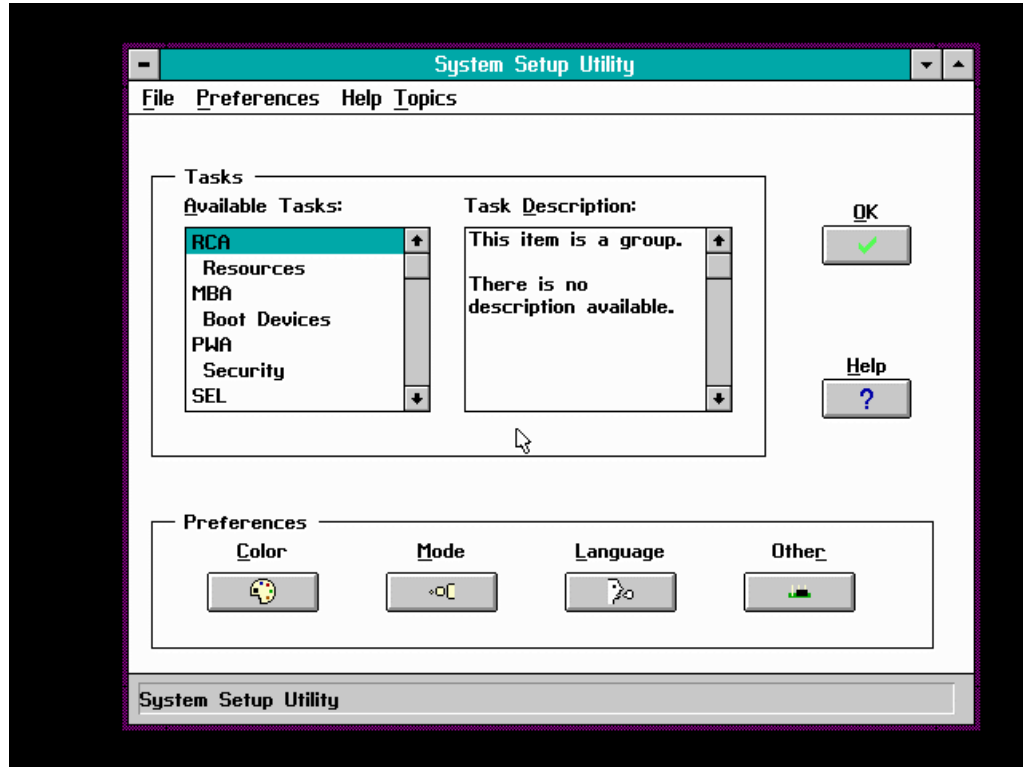 System Setup Utility
File Preferences Help Topics
Tasks
Available Tasks:
RCA
Resources
MBA
Boot Devices
PWA
Security
SEL
Task Description:
This item is a group.
There is no
description available.
OK
Help
?
Preferences
Color Mode Language Other
System Setup Utility